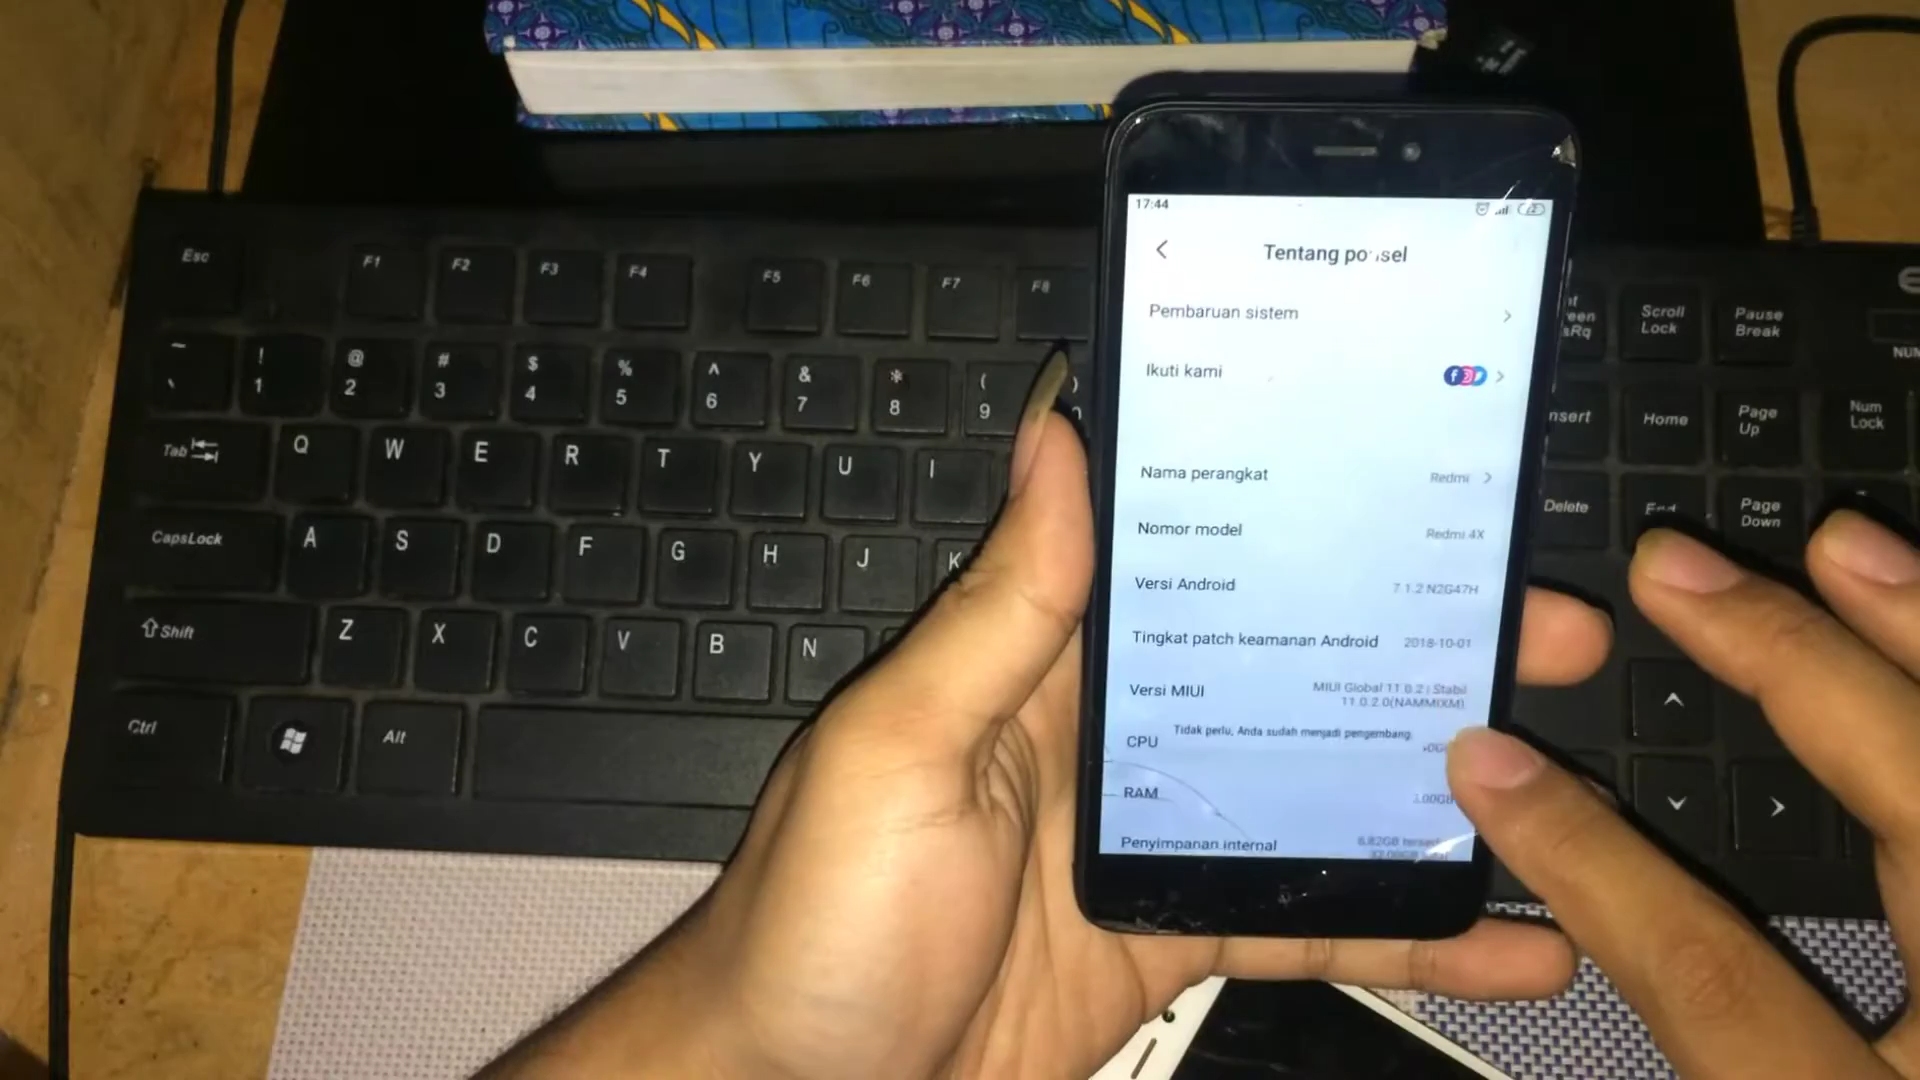 17:44
Tentang ponsel
Pembaruan sistem
Ikuti kami
Nama perangkat Redmi
Nomor model Redmi 4X
Versi Android 7.1.2 N2G47H
Tingkat patch keamanan Android 2018-10-01
Versi MIUI MIUI Global 11.0.2 | Stabil
11.0.2.0(NAMMIXM)
Tidak perlu, Anda sudah menjadi pengembang.
CPU
RAM
Penyimpanan internal 6.82GB
Esc F1 F2 F3 F4 F5 F6 F7 F8
~ ! @ # $ % ^ & * ( )
` 1 2 3 4 5 6 7 8 9
Tab Q W E R T Y U I
CapsLock A S D F G H J K
Shift Z X C V B N
Ctrl Alt
Scroll Lock
Pause Break
Home
Page Up
Num Lock
Delete
End
Page Down